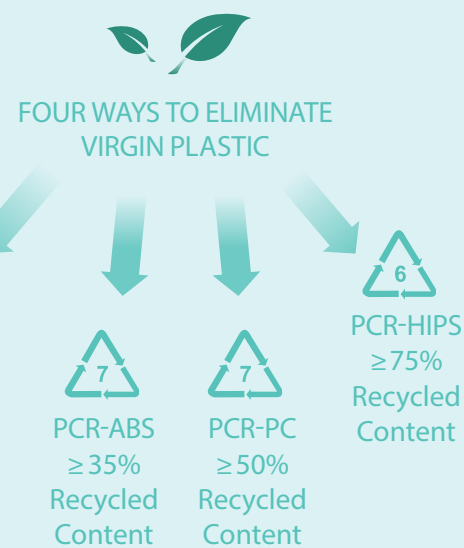 FOUR WAYS TO ELIMINATE
VIRGIN PLASTIC
7
PCR-ABS
≥35%
Recycled
Content
7
PCR-PC
≥50%
Recycled
Content
6
PCR-HIPS
≥75%
Recycled
Content